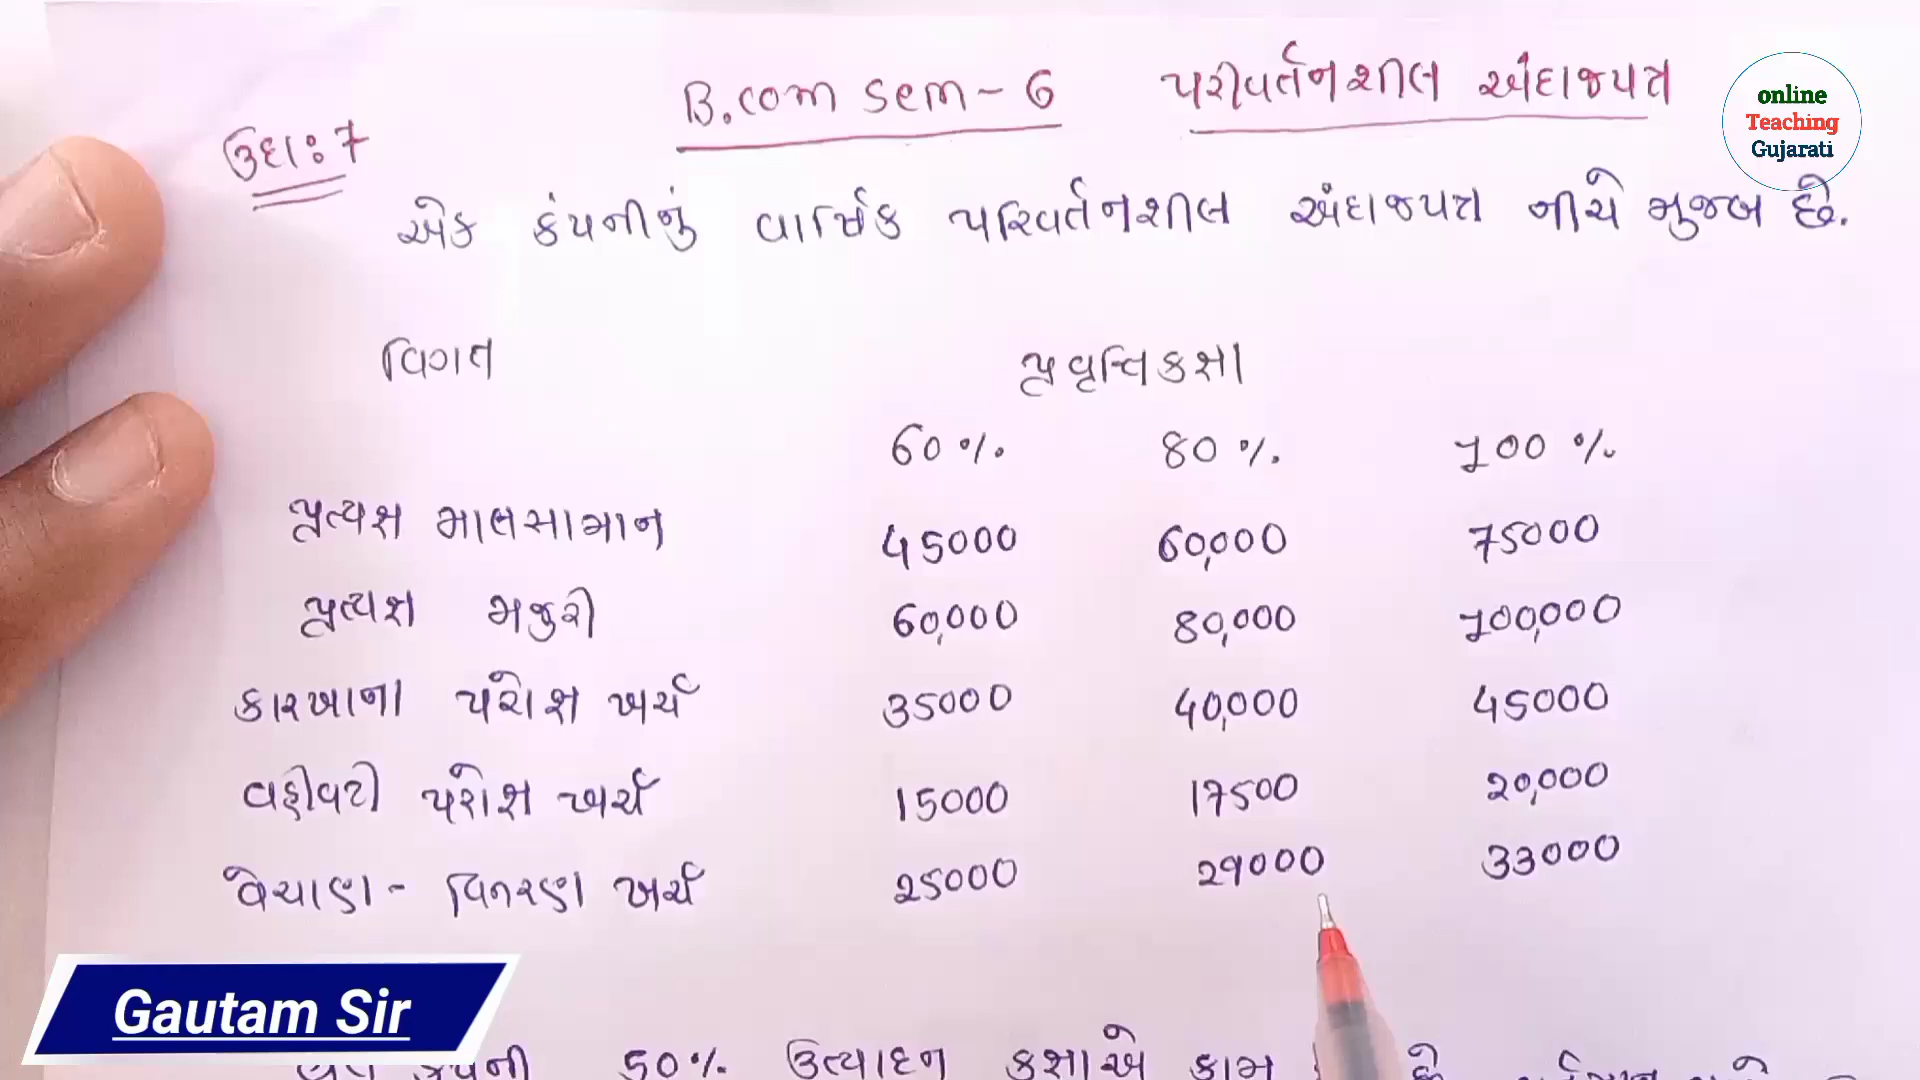 B.com sem-6 પરીવર્તનશીલ અંદાજપત્ર
online
Teaching
Gujarati
ઉદા: 7
એક કંપનીનું વાર્ષિક પરિવર્તનશીલ અંદાજપત્ર નીચે મુજબ છે.
વિગત પ્રવૃત્તિકક્ષા
60 % 80 % 100 %
પ્રત્યક્ષ માલસામાન 45000 60,000 75000
પ્રત્યક્ષ મજુરી 60,000 80,000 100,000
કારખાના પરોક્ષ ખર્ચ 35000 40,000 45000
વહીવટી પરોક્ષ ખર્ચ 15000 17500 20,000
વેચાણ - વિતરણ ખર્ચ 25000 29000 33000
Gautam Sir
50% ઉત્પાદન કક્ષાએ કામ